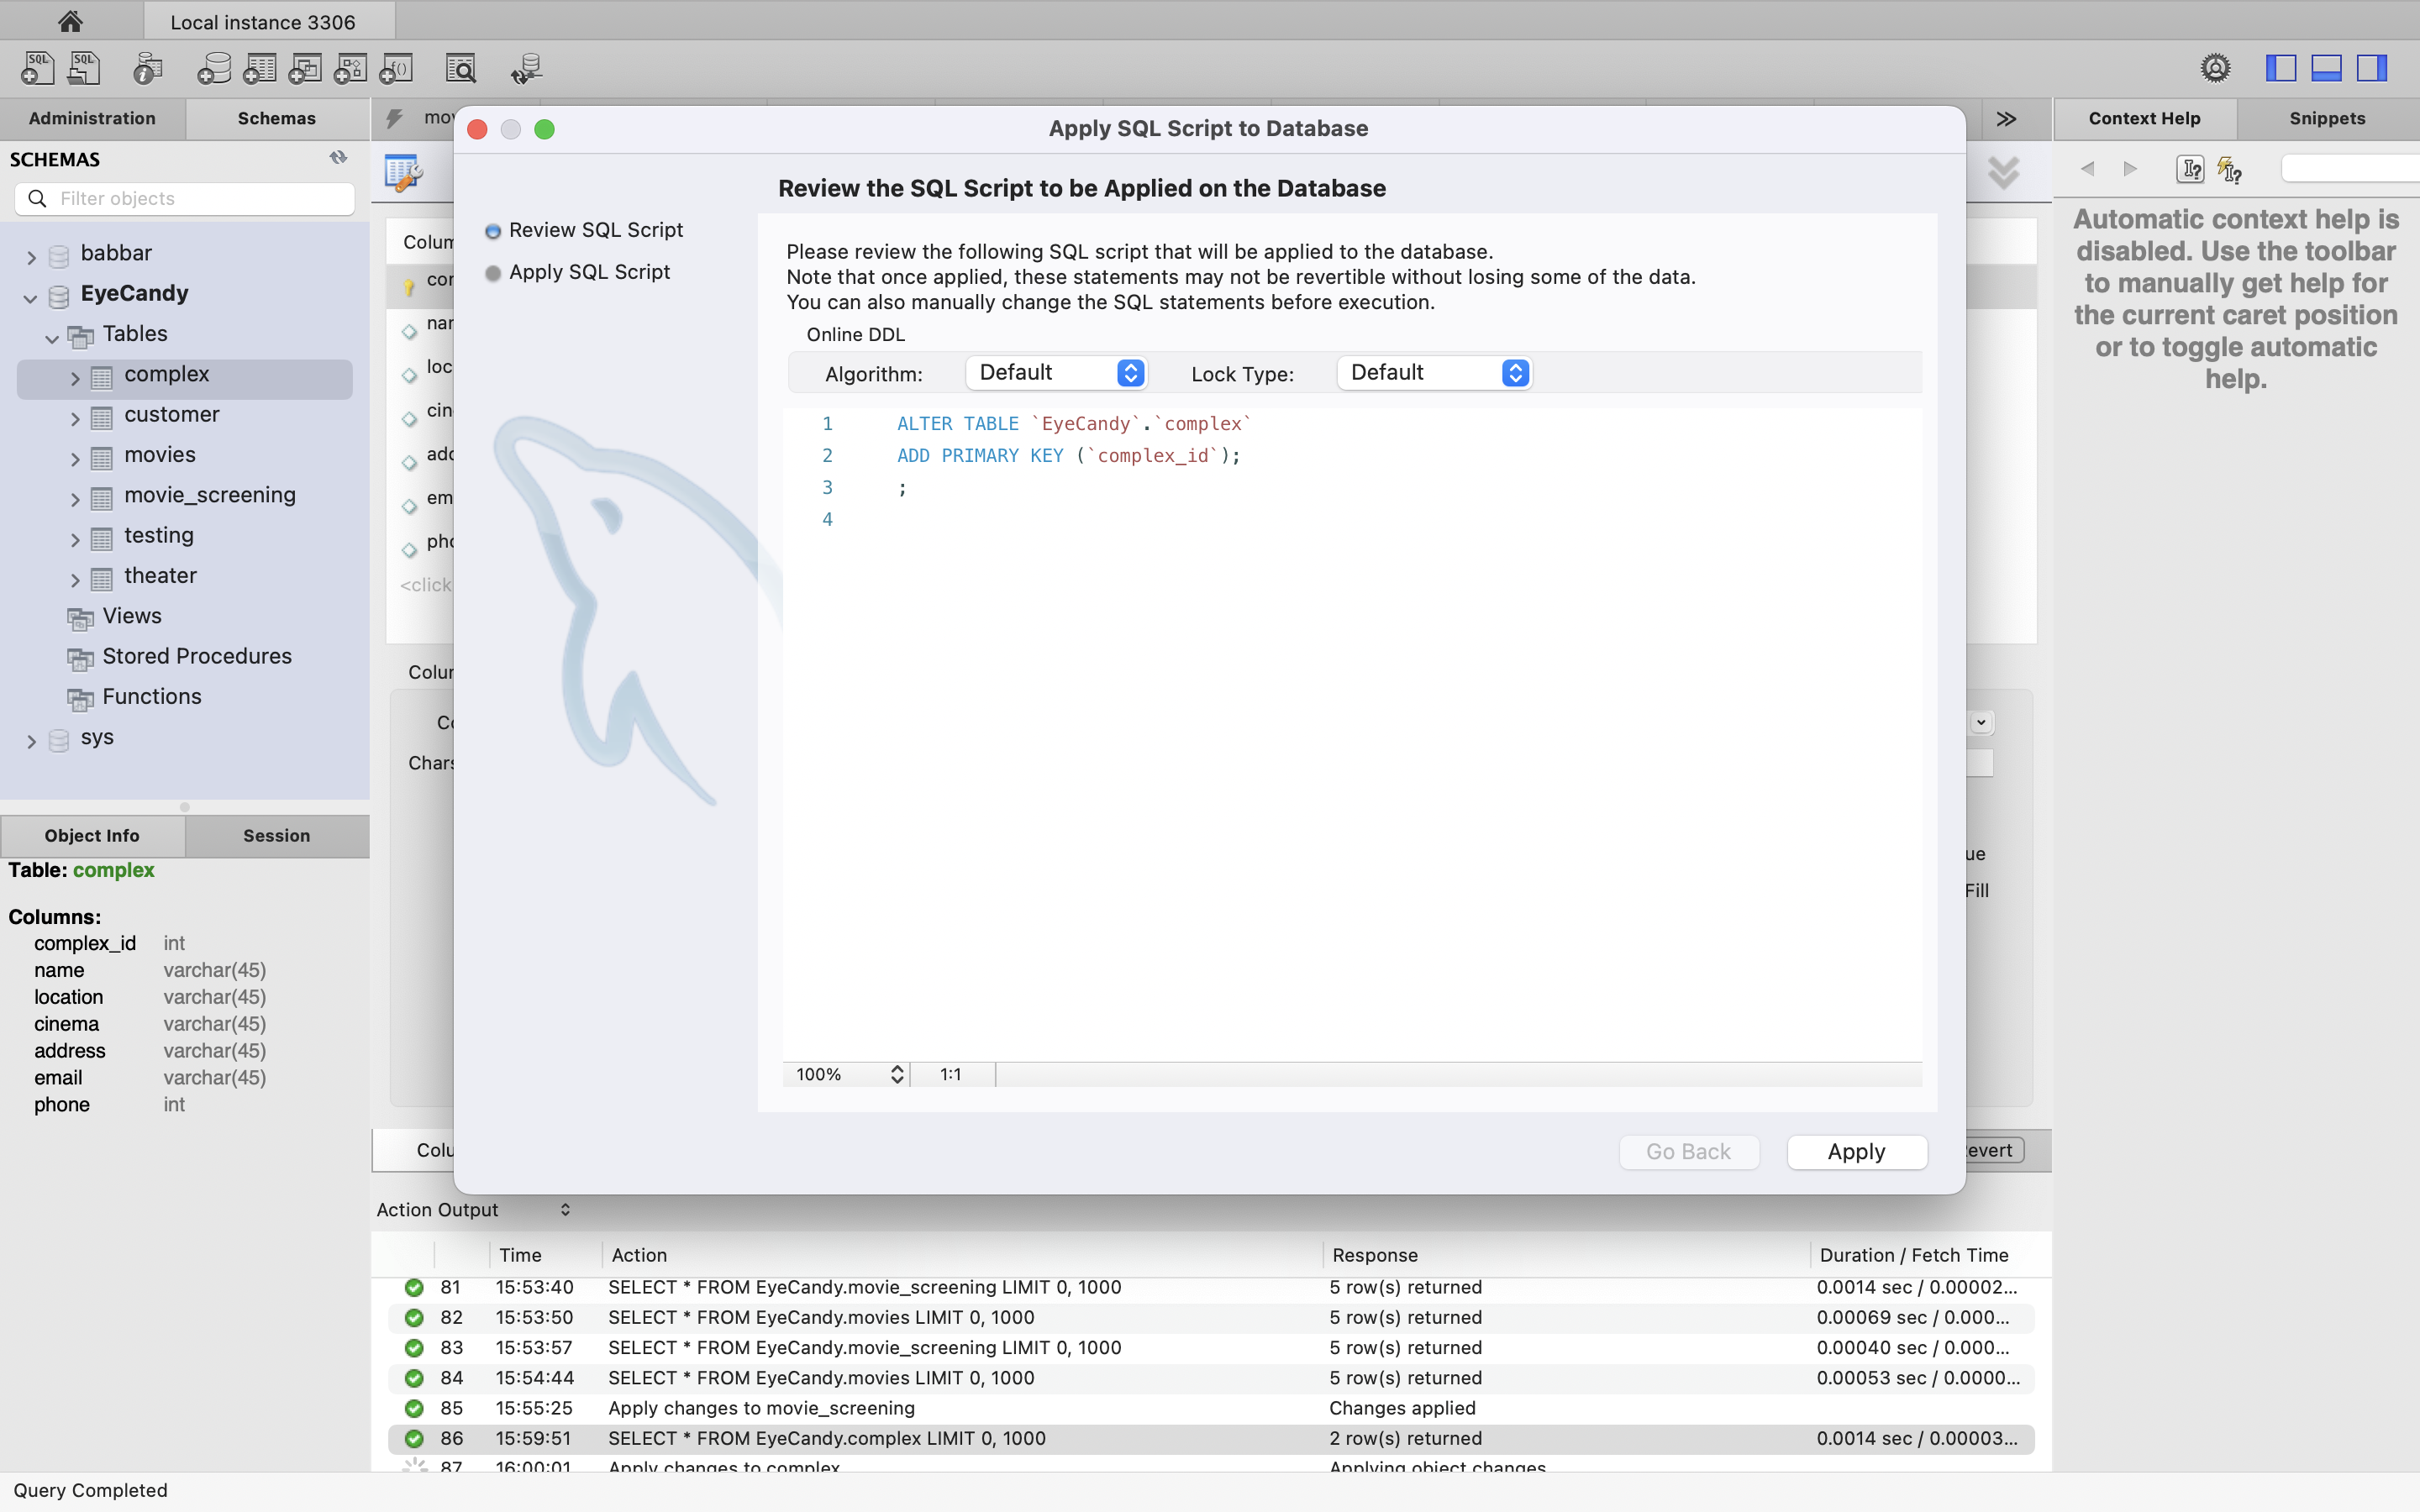 Local instance 3306
Administration
Schemas
SCHEMAS
Filter objects
babbar
EyeCandy
Tables
complex
customer
movies
movie_screening
testing
theater
Views
Stored Procedures
Functions
sys
Object Info
Session
Table: complex
Columns:
complex_id int
name varchar(45)
location varchar(45)
cinema varchar(45)
address varchar(45)
email varchar(45)
phone int
Apply SQL Script to Database
Review the SQL Script to be Applied on the Database
Review SQL Script
Apply SQL Script
Please review the following SQL script that will be applied to the database.
Note that once applied, these statements may not be revertible without losing some of the data.
You can also manually change the SQL statements before execution.
Online DDL
Algorithm: Default Lock Type: Default
1 ALTER TABLE `EyeCandy`.`complex`
2 ADD PRIMARY KEY (`complex_id`);
3 ;
4
100% 1:1
Go Back
Apply
<click
Fill
Context Help
Snippets
Automatic context help is
disabled. Use the toolbar
to manually get help for
the current caret position
or to toggle automatic
help.
Action Output
Time Action Response Duration / Fetch Time
81 15:53:40 SELECT * FROM EyeCandy.movie_screening LIMIT 0, 1000 5 row(s) returned 0.0014 sec / 0.00002...
82 15:53:50 SELECT * FROM EyeCandy.movies LIMIT 0, 1000 5 row(s) returned 0.00069 sec / 0.000...
83 15:53:57 SELECT * FROM EyeCandy.movie_screening LIMIT 0, 1000 5 row(s) returned 0.00040 sec / 0.000...
84 15:54:44 SELECT * FROM EyeCandy.movies LIMIT 0, 1000 5 row(s) returned 0.00053 sec / 0.0000...
85 15:55:25 Apply changes to movie_screening Changes applied
86 15:59:51 SELECT * FROM EyeCandy.complex LIMIT 0, 1000 2 row(s) returned 0.0014 sec / 0.00003...
87 16:00:01 Apply changes to complex Applying object changes
Query Completed